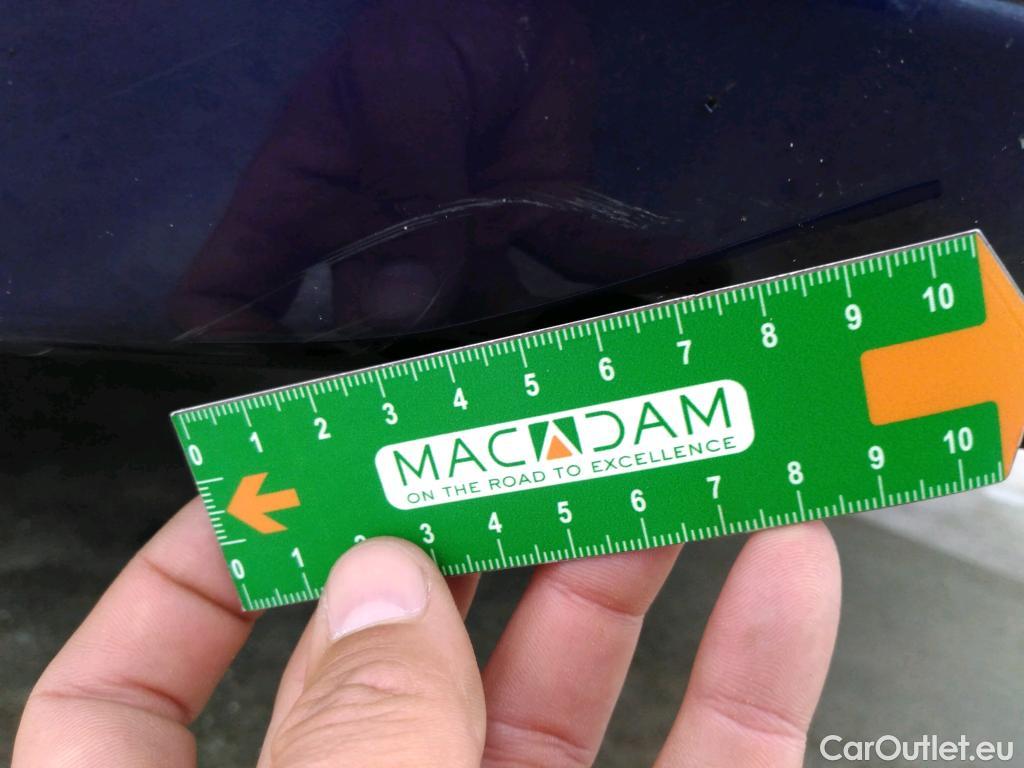 0 1 2 3 4 5 6 7 8 9 10
MACADAM
ON THE ROAD TO EXCELLENCE
0 1 3 4 5 6 7 8 9 10
CarOutlet.eu